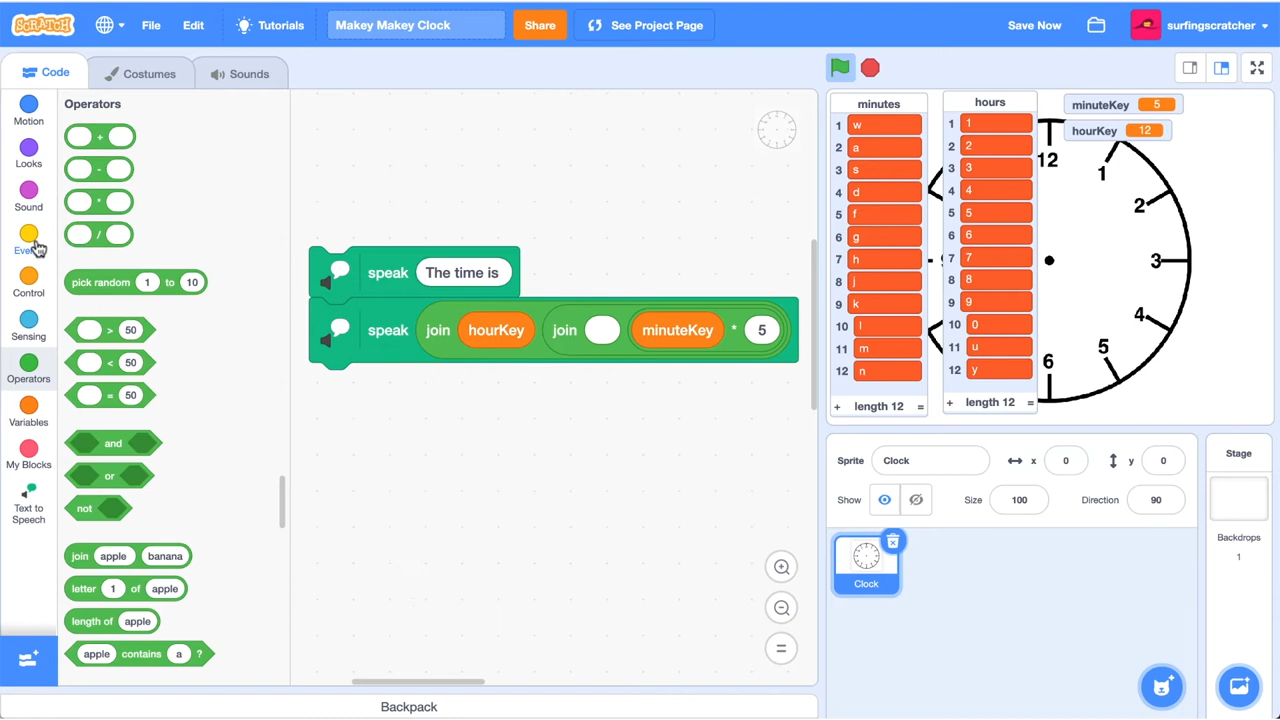 SCRATCH File Edit Tutorials Makey Makey Clock Share See Project Page Save Now surfingscratcher
Code Costumes Sounds
Motion
Looks
Sound
Control
Sensing
Operators
Variables
My Blocks
Text to
Speech
Operators
+
-
*
/
pick random 1 to 10
> 50
< 50
= 50
and
or
not
join apple banana
letter 1 of apple
length of apple
apple contains a ?
speak The time is
speak join hourKey join minuteKey * 5
minutes
1 w
2 a
3 s
4 d
5 f
6 g
7 h
8 j
9 k
10 l
11 m
12 n
+ length 12 =
hours
1 1
2 2
3 3
4 4
5 5
6 6
7 7
8 8
9 9
10 0
11 u
12 y
+ length 12 =
minuteKey 5
hourKey 12
12
1
2
3
4
5
6
Sprite Clock x 0 y 0
Show Size 100 Direction 90
Clock
Stage
Backdrops
1
Backpack